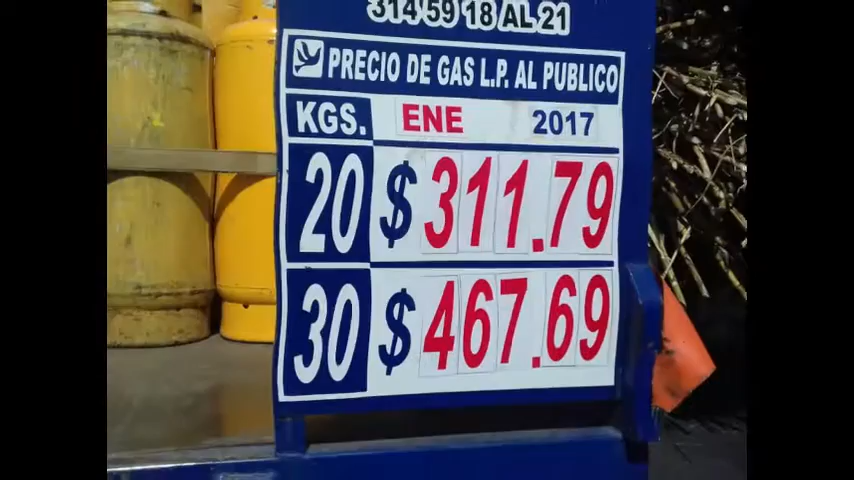 314 59 18 AL 21
PRECIO DE GAS L.P. AL PUBLICO
KGS. ENE 2017
20 $ 311.79
30 $ 467.69